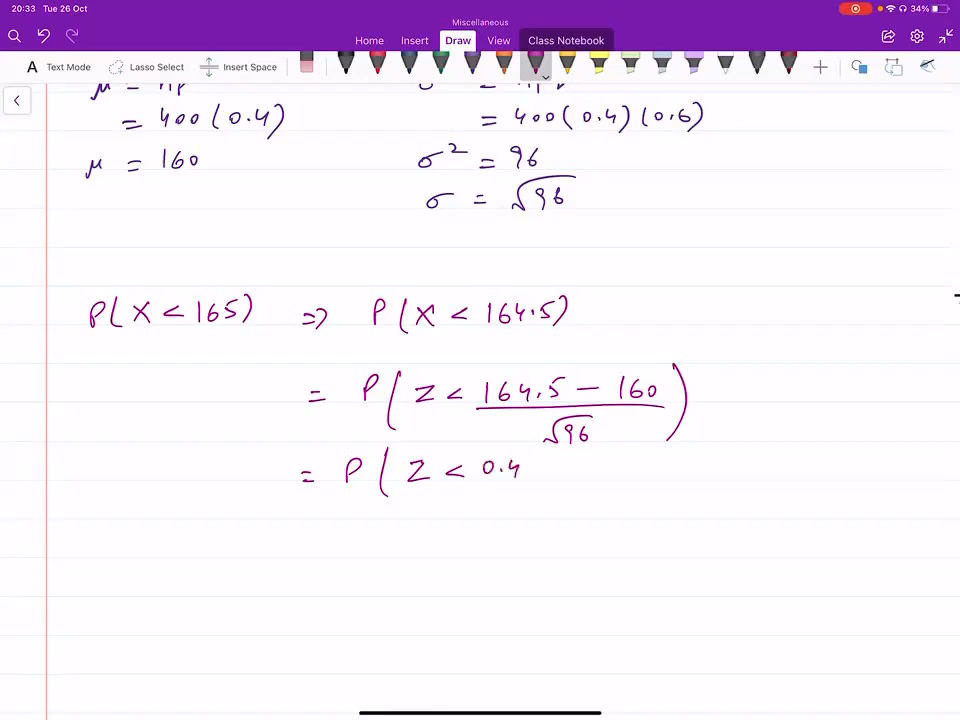 20:33 Tue 26 Oct
34%
Miscellaneous
Home Insert Draw View Class Notebook
A Text Mode Lasso Select Insert Space
= 400(0.4)
= 400(0.4)(0.6)
μ = 160
σ² = 96
σ = √96
P(X < 165) ⇒ P(X < 164.5)
= P(Z < (164.5 − 160)/√96)
= P(Z < 0.4